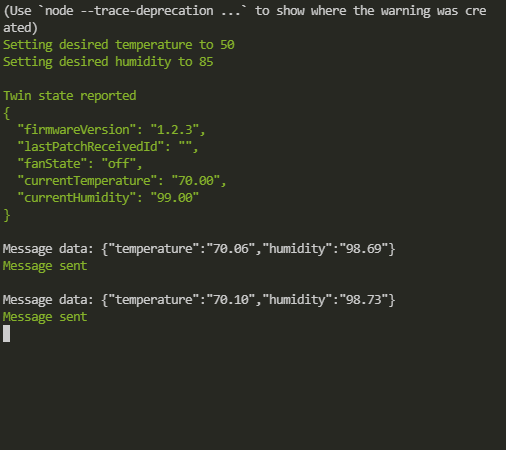 (Use `node --trace-deprecation ...` to show where the warning was cre
ated)
Setting desired temperature to 50
Setting desired humidity to 85
Twin state reported
{
  "firmwareVersion": "1.2.3",
  "lastPatchReceivedId": "",
  "fanState": "off",
  "currentTemperature": "70.00",
  "currentHumidity": "99.00"
}
Message data: {"temperature":"70.06","humidity":"98.69"}
Message sent
Message data: {"temperature":"70.10","humidity":"98.73"}
Message sent